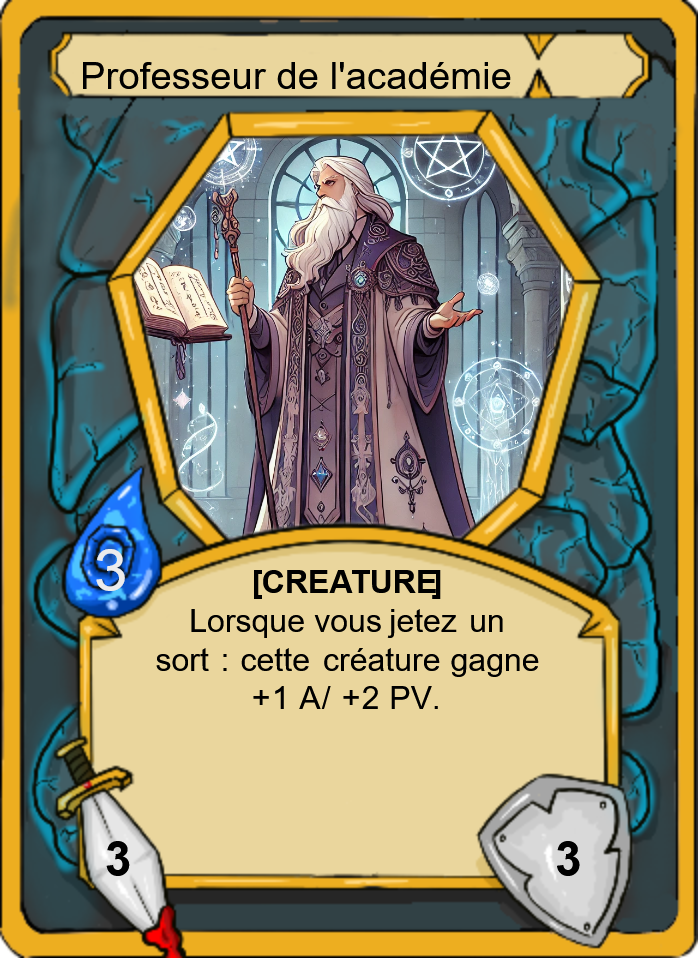 Professeur de l'académie
3
[CREATURE]
Lorsque vous jetez un
sort : cette créature gagne
+1 A/ +2 PV.
3
3